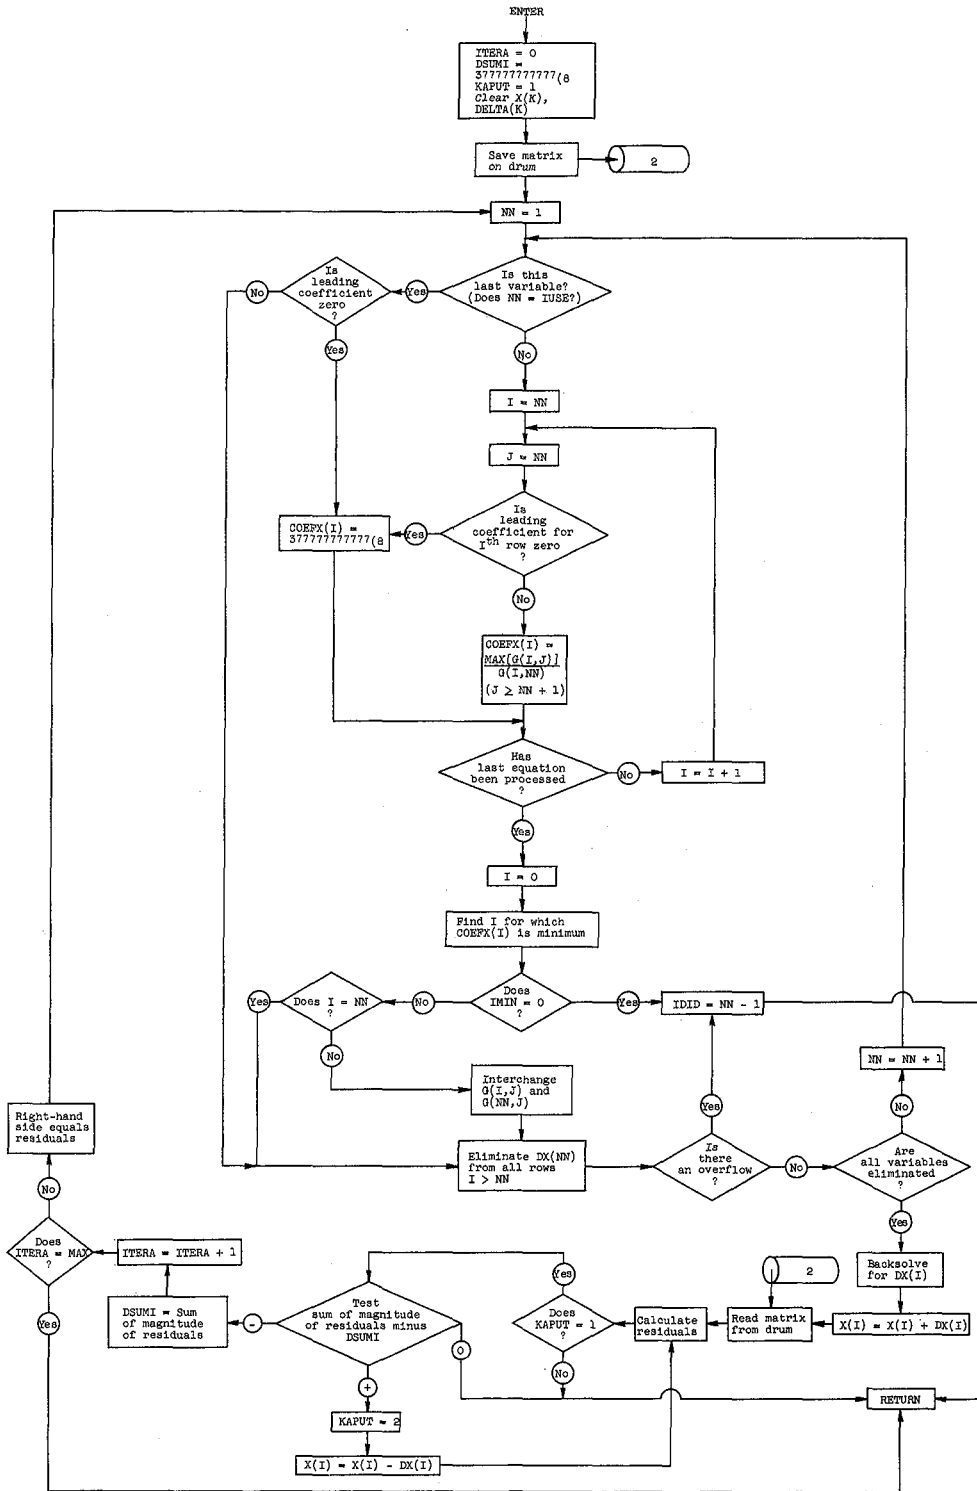 ENTER
ITERA = 0
DSUMI =
377777777777(8
KAPUT = 1
Clear X(K),
DELTA(K)
Save matrix
on drum
2
NN = 1
Is
leading
coefficient
zero
?
No
Yes
Is this
last variable?
(Does NN = IUSE?)
Yes
No
I = NN
J = NN
COEFX(I) =
377777777777(8
Yes
Is
leading
coefficient for
Ith row zero
?
No
COEFX(I) =
MAX[G(I,J)]
G(I,NN)
(J ≥ NN + 1)
Has
last equation
been processed
?
No
I = I + 1
Yes
I = 0
Find I for which
COEFX(I) is minimum
Yes
Does I = NN
?
No
Does
IMIN = 0
?
Yes
IDID = NN - 1
No
NN = NN + 1
Interchange
G(I,J) and
G(NN,J)
Yes
No
Right-hand
side equals
residuals
Eliminate DX(NN)
from all rows
I > NN
Is
there
an overflow
?
No
Are
all variables
eliminated
?
No
Yes
Does
ITERA = MAX
?
ITERA = ITERA + 1
Yes
2
Backsolve
for DX(I)
Yes
DSUMI = Sum
of magnitude
of residuals
-
Test
sum of magnitude
of residuals minus
DSUMI
0
Does
KAPUT = 1
?
Calculate
residuals
Read matrix
from drum
X(I) = X(I) + DX(I)
No
+
KAPUT = 2
RETURN
X(I) = X(I) - DX(I)